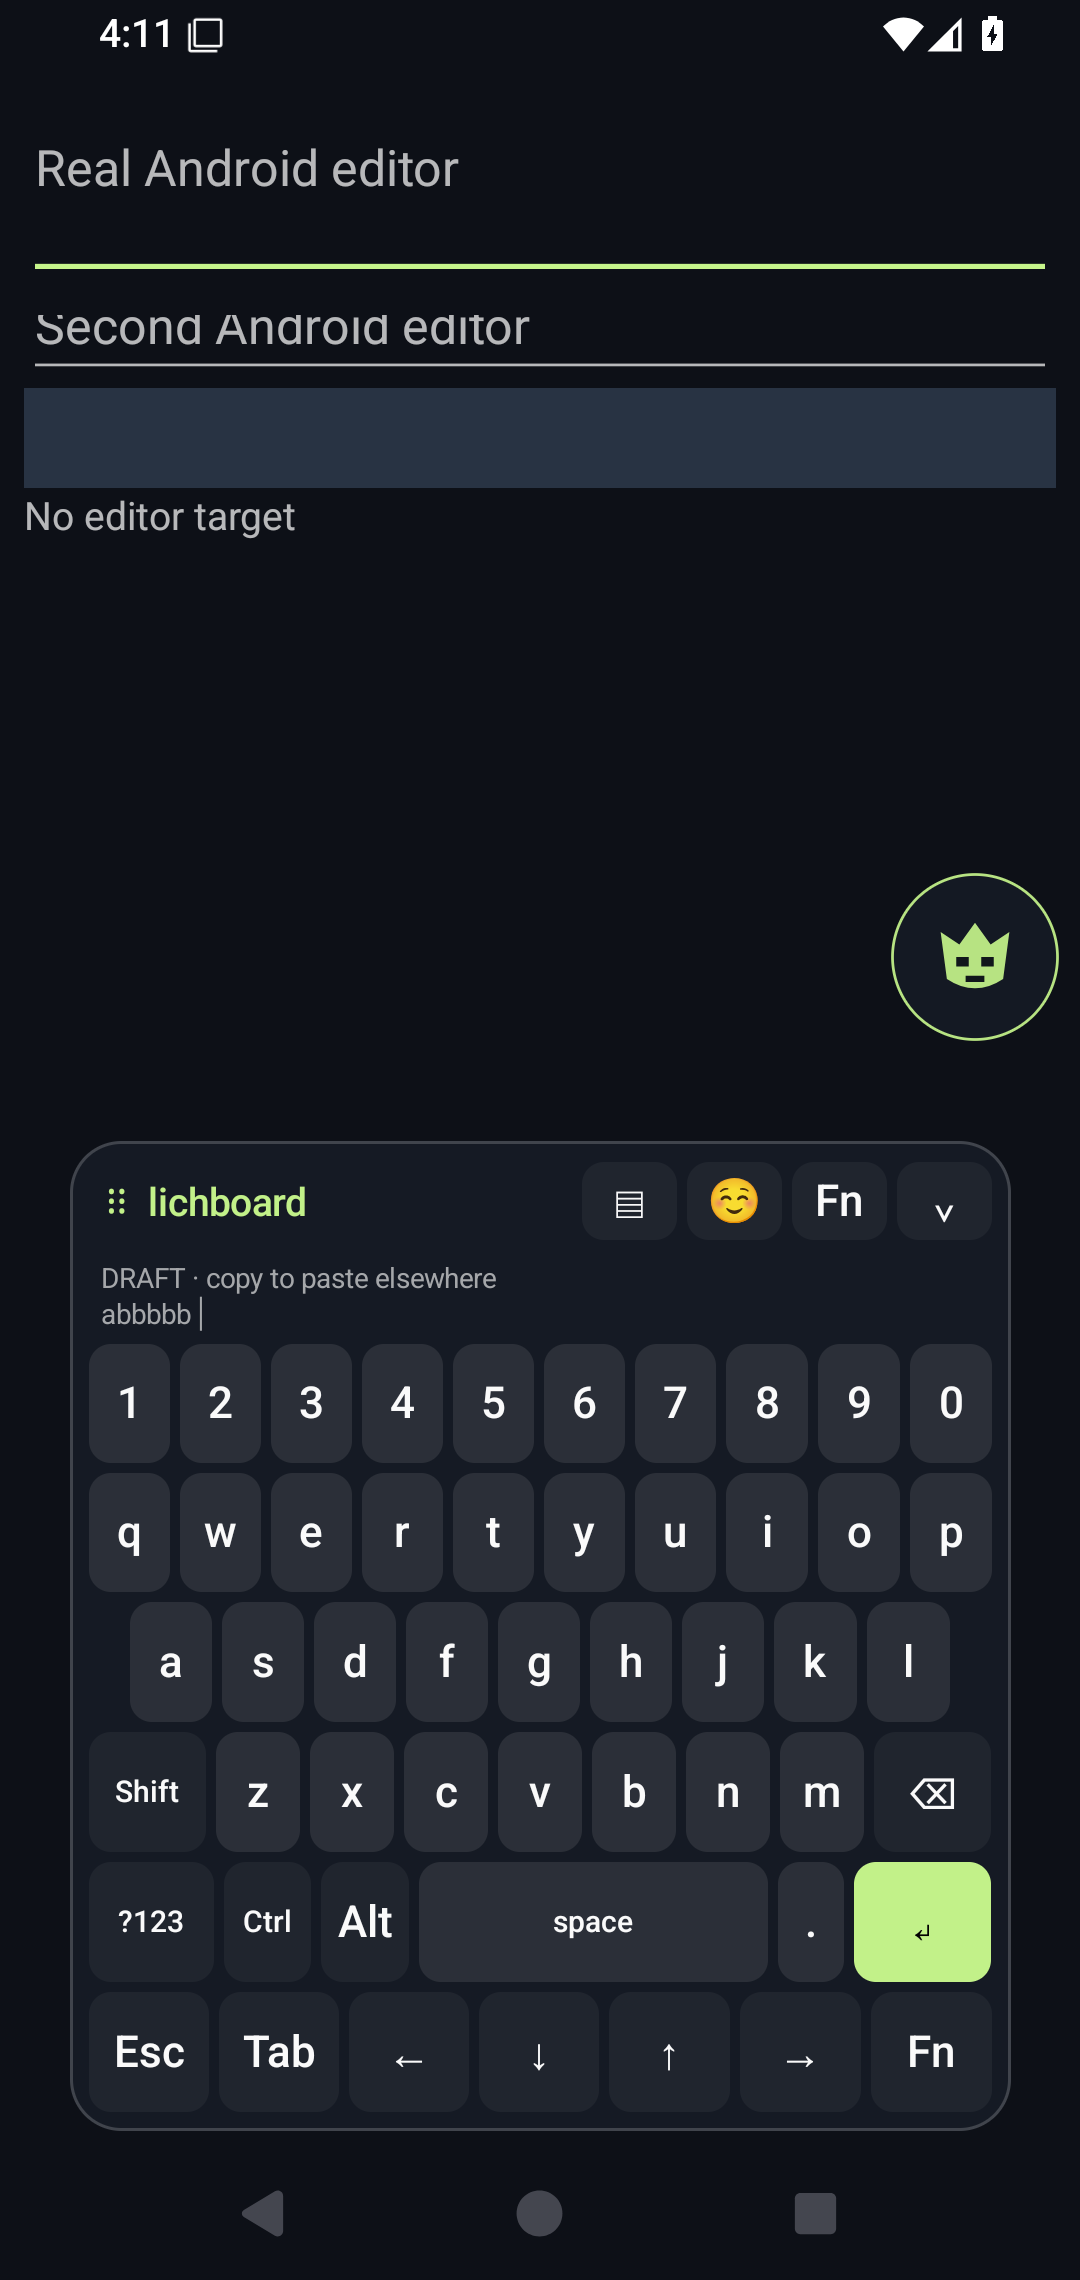 4:11
Real Android editor
Second Android editor
No editor target
lichboard
Fn
DRAFT · copy to paste elsewhere
abbbbb
1 2 3 4 5 6 7 8 9 0
q w e r t y u i o p
a s d f g h j k l
Shift z x c v b n m
?123 Ctrl Alt space .
Esc Tab ← ↓ ↑ → Fn